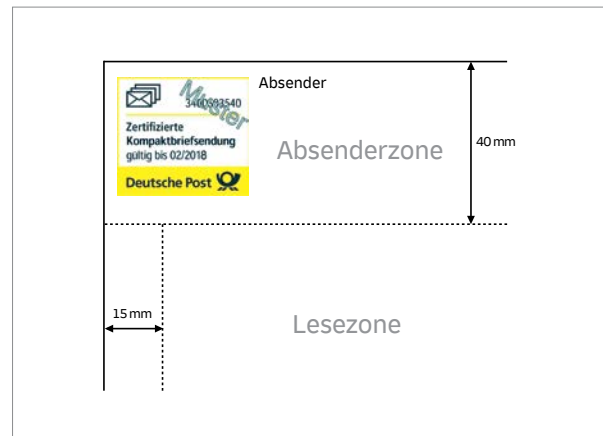 Absender
Muster
3400593540
Zertifizierte
Kompaktbriefsendung
gültig bis 02/2018
Deutsche Post
Absenderzone
40 mm
15 mm
Lesezone